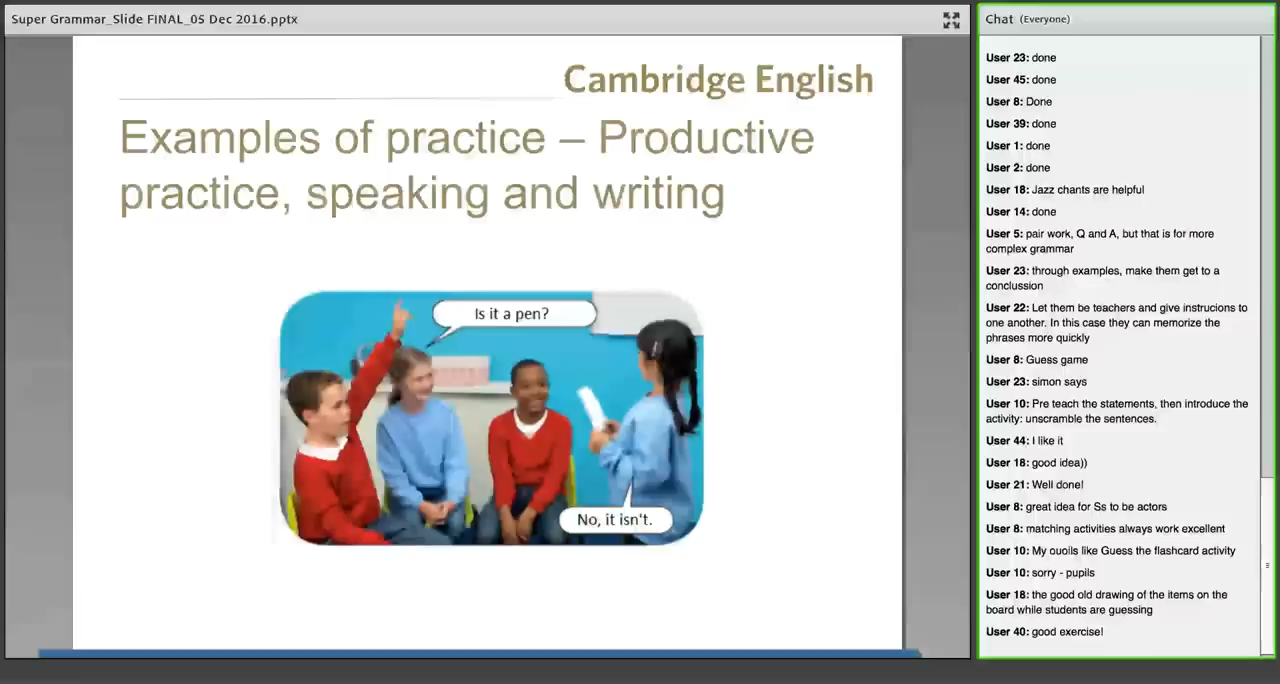 Super Grammar_Slide FINAL_05 Dec 2016.pptx
Cambridge English
Examples of practice – Productive
practice, speaking and writing
Is it a pen?
No, it isn't.
Chat (Everyone)
User 23: done
User 45: done
User 8: Done
User 39: done
User 1: done
User 2: done
User 18: Jazz chants are helpful
User 14: done
User 5: pair work, Q and A, but that is for more
complex grammar
User 23: through examples, make them get to a
conclussion
User 22: Let them be teachers and give instrucions to
one another. In this case they can memorize the
phrases more quickly
User 8: Guess game
User 23: simon says
User 10: Pre teach the statements, then introduce the
activity: unscramble the sentences.
User 44: I like it
User 18: good idea))
User 21: Well done!
User 8: great idea for Ss to be actors
User 8: matching activities always work excellent
User 10: My ouoils like Guess the flashcard activity
User 10: sorry - pupils
User 18: the good old drawing of the items on the
board while students are guessing
User 40: good exercise!